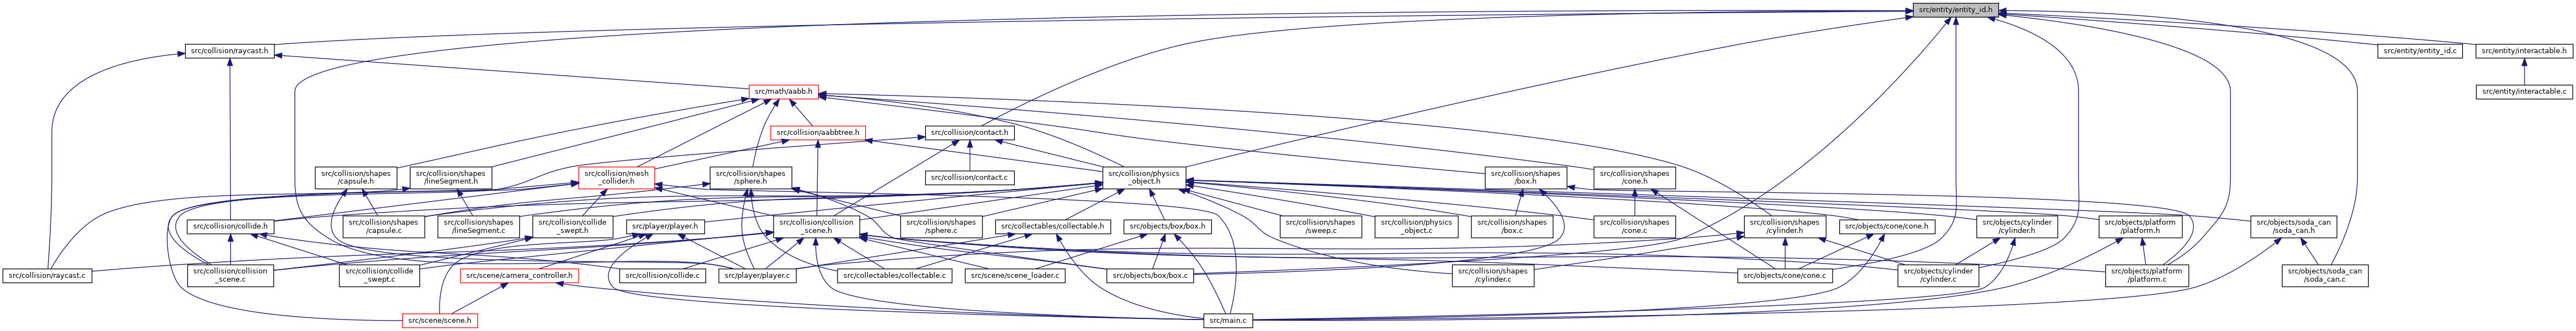 src/entity/entity_id.h
src/collision/raycast.h
src/entity/entity_id.c
src/entity/interactable.h
src/math/aabb.h
src/entity/interactable.c
src/collision/aabbtree.h
src/collision/contact.h
src/collision/shapes
/capsule.h
src/collision/shapes
/lineSegment.h
src/collision/mesh
_collider.h
src/collision/shapes
/sphere.h
src/collision/contact.c
src/collision/physics
_object.h
src/collision/shapes
/box.h
src/collision/shapes
/cone.h
src/collision/collide.h
src/collision/shapes
/capsule.c
src/collision/shapes
/lineSegment.c
src/collision/collide
_swept.h
src/player/player.h
src/collision/collision
_scene.h
src/collision/shapes
/sphere.c
src/collectables/collectable.h
src/objects/box/box.h
src/collision/shapes
/sweep.c
src/collision/physics
_object.c
src/collision/shapes
/box.c
src/collision/shapes
/cone.c
src/collision/shapes
/cylinder.h
src/objects/cone/cone.h
src/objects/cylinder
/cylinder.h
src/objects/platform
/platform.h
src/objects/soda_can
/soda_can.h
src/collision/raycast.c
src/collision/collision
_scene.c
src/collision/collide
_swept.c
src/scene/camera_controller.h
src/collision/collide.c
src/player/player.c
src/collectables/collectable.c
src/scene/scene_loader.c
src/objects/box/box.c
src/collision/shapes
/cylinder.c
src/objects/cone/cone.c
src/objects/cylinder
/cylinder.c
src/objects/platform
/platform.c
src/objects/soda_can
/soda_can.c
src/scene/scene.h
src/main.c